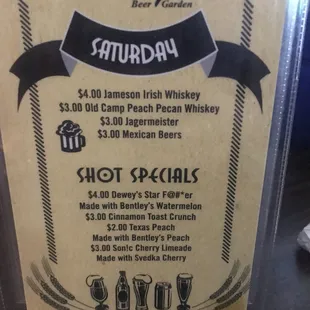 Beer Garden
SATURDAY
$4.00 Jameson Irish Whiskey
$3.00 Old Camp Peach Pecan Whiskey
$3.00 Jagermeister
$3.00 Mexican Beers
SHOT SPECIALS
$4.00 Dewey's Star F@#*er
Made with Bentley's Watermelon
$3.00 Cinnamon Toast Crunch
$2.00 Texas Peach
Made with Bentley's Peach
$3.00 Son!c Cherry Limeade
Made with Svedka Cherry